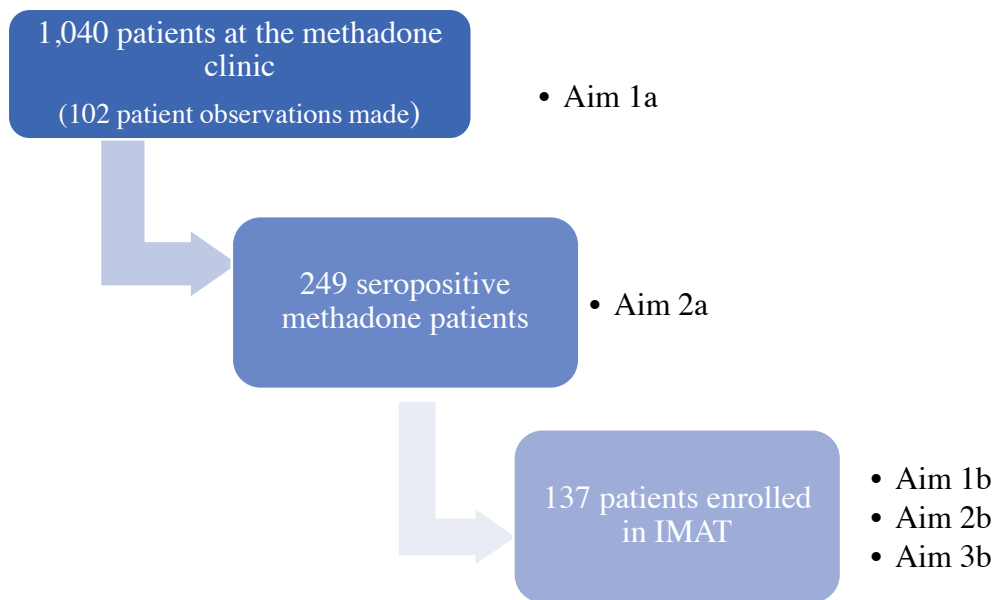 1,040 patients at the methadone
clinic
(102 patient observations made)
• Aim 1a
249 seropositive
methadone patients
• Aim 2a
137 patients enrolled
in IMAT
• Aim 1b
• Aim 2b
• Aim 3b